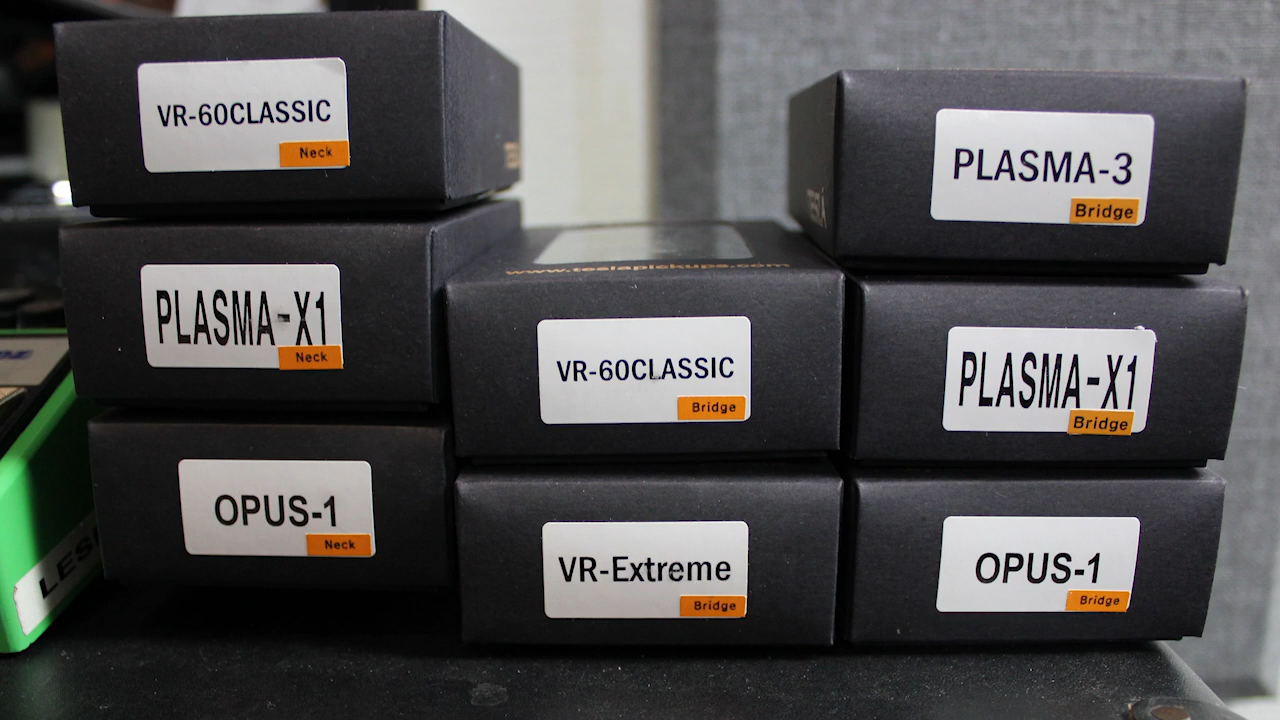 VR-60CLASSIC
Neck
PLASMA-X1
Neck
OPUS-1
Neck
www.teslapickups.com
VR-60CLASSIC
Bridge
VR-Extreme
Bridge
PLASMA-3
Bridge
PLASMA-X1
Bridge
OPUS-1
Bridge